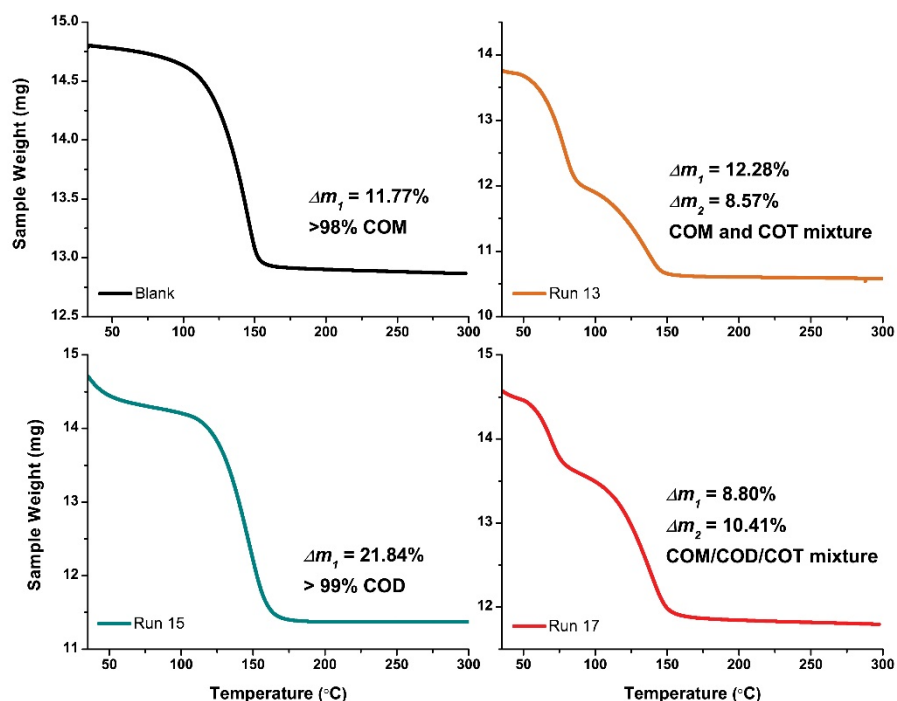 Sample Weight (mg)
15.0
14.5
14.0
13.5
13.0
12.5
Δm1 = 11.77%
>98% COM
Blank
50 100 150 200 250 300
14
13
12
11
10
Δm1 = 12.28%
Δm2 = 8.57%
COM and COT mixture
Run 13
50 100 150 200 250 300
Sample Weight (mg)
15
14
13
12
11
Δm1 = 21.84%
> 99% COD
Run 15
50 100 150 200 250 300
Temperature (°C)
15
14
13
12
Δm1 = 8.80%
Δm2 = 10.41%
COM/COD/COT mixture
Run 17
50 100 150 200 250 300
Temperature (°C)